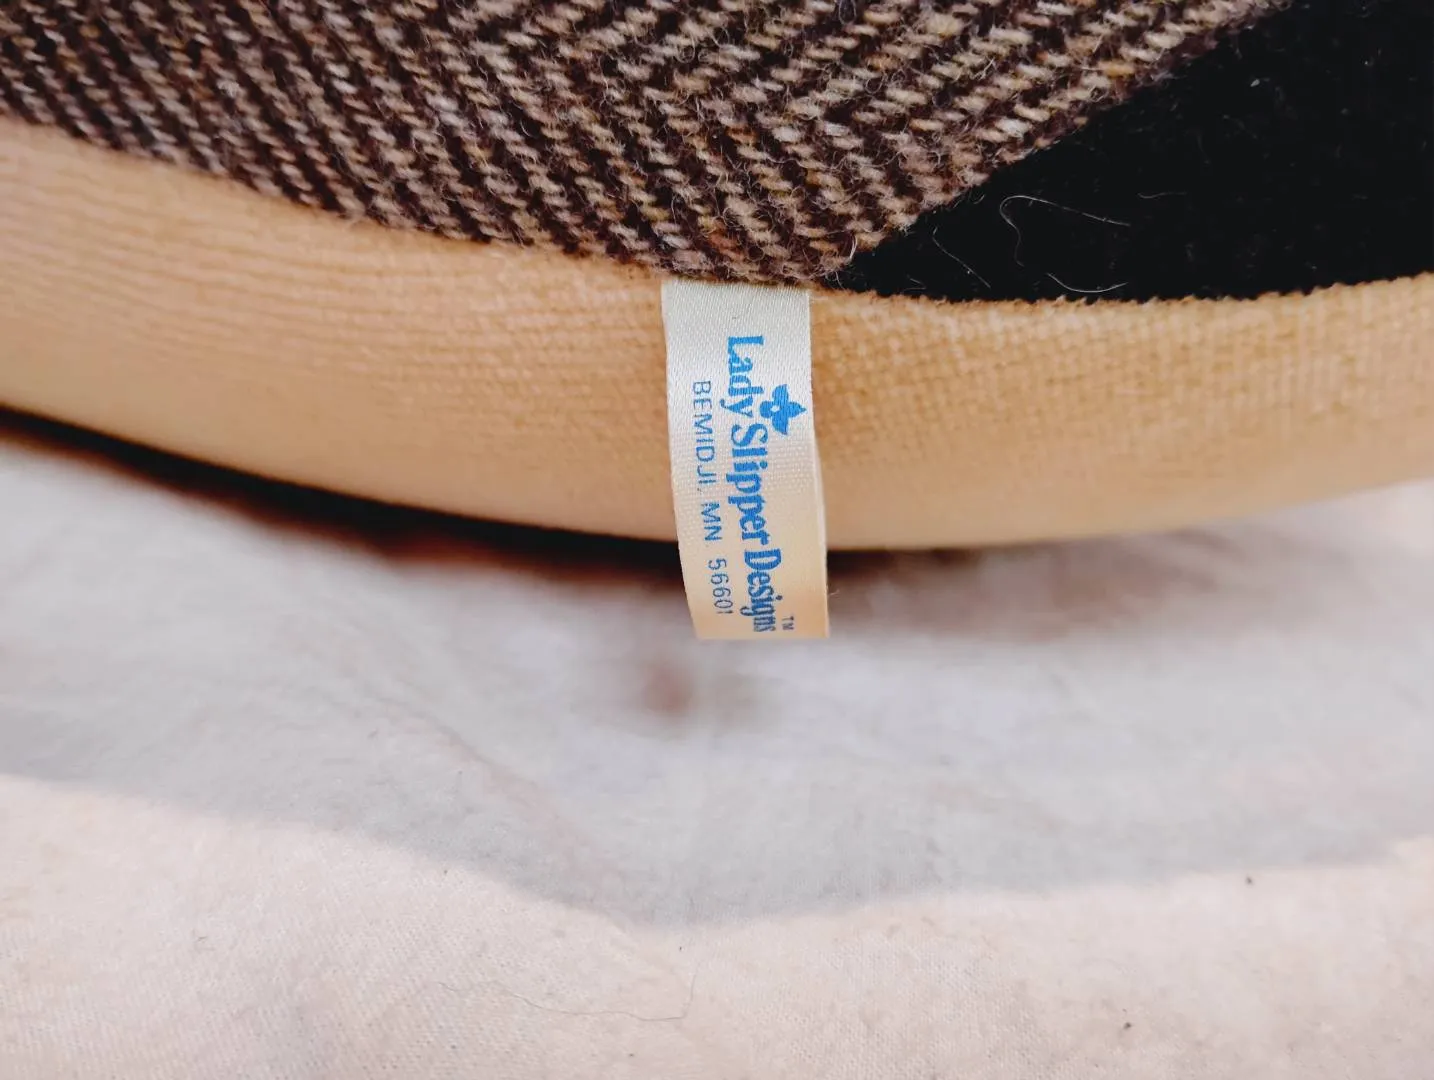 Lady Slipper Designs™
BEMIDJI, MN. 56601